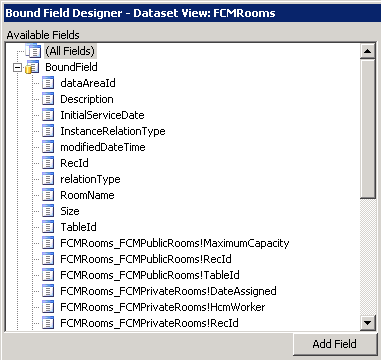 Bound Field Designer - Dataset View: FCMRooms
Available Fields
(All Fields)
BoundField
dataAreaId
Description
InitialServiceDate
InstanceRelationType
modifiedDateTime
RecId
relationType
RoomName
Size
TableId
FCMRooms_FCMPublicRooms!MaximumCapacity
FCMRooms_FCMPublicRooms!RecId
FCMRooms_FCMPublicRooms!TableId
FCMRooms_FCMPrivateRooms!DateAssigned
FCMRooms_FCMPrivateRooms!HcmWorker
FCMRooms_FCMPrivateRooms!RecId
Add Field